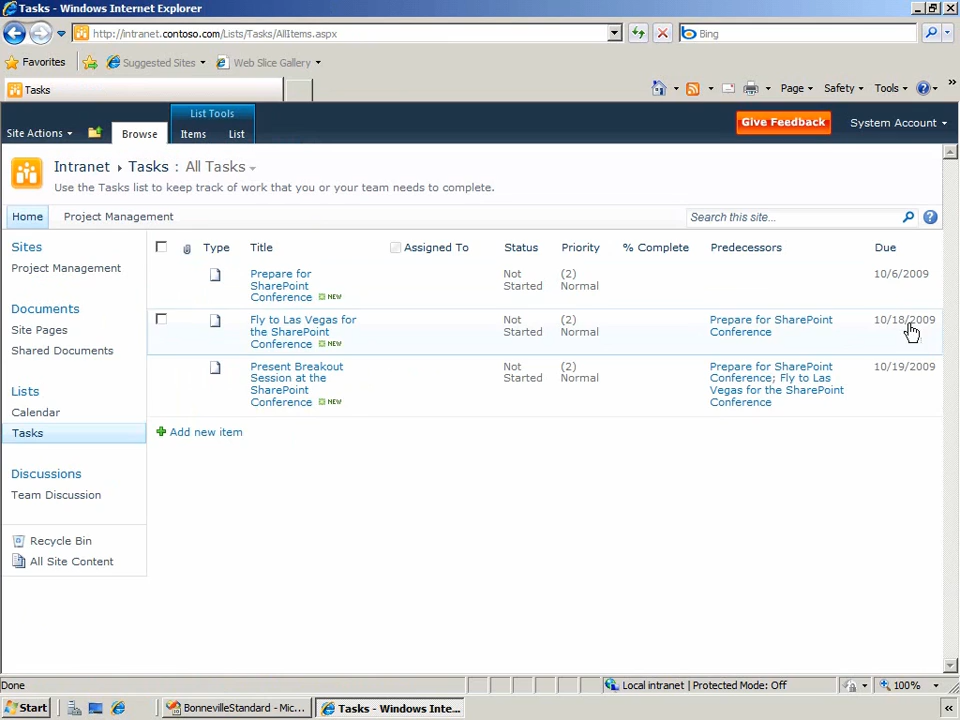 Tasks - Windows Internet Explorer
http://intranet.contoso.com/Lists/Tasks/AllItems.aspx
Bing
Favorites
Suggested Sites
Web Slice Gallery
Tasks
Page
Safety
Tools
»
List Tools
Site Actions
Browse
Items
List
Give Feedback
System Account
Intranet
Tasks : All Tasks
Use the Tasks list to keep track of work that you or your team needs to complete.
Home
Project Management
Search this site...
Sites
Project Management
Documents
Site Pages
Shared Documents
Lists
Calendar
Tasks
Discussions
Team Discussion
Recycle Bin
All Site Content
Type Title Assigned To Status Priority % Complete Predecessors Due
Prepare for
SharePoint
Conference NEW
Not
Started
(2)
Normal
10/6/2009
Fly to Las Vegas for
the SharePoint
Conference NEW
Not
Started
(2)
Normal
Prepare for SharePoint
Conference
10/18/2009
Present Breakout
Session at the
SharePoint
Conference NEW
Not
Started
(2)
Normal
Prepare for SharePoint
Conference; Fly to Las
Vegas for the SharePoint
Conference
10/19/2009
Add new item
Done
Local intranet | Protected Mode: Off
100%
Start
BonnevilleStandard - Mic...
Tasks - Windows Inte...
«